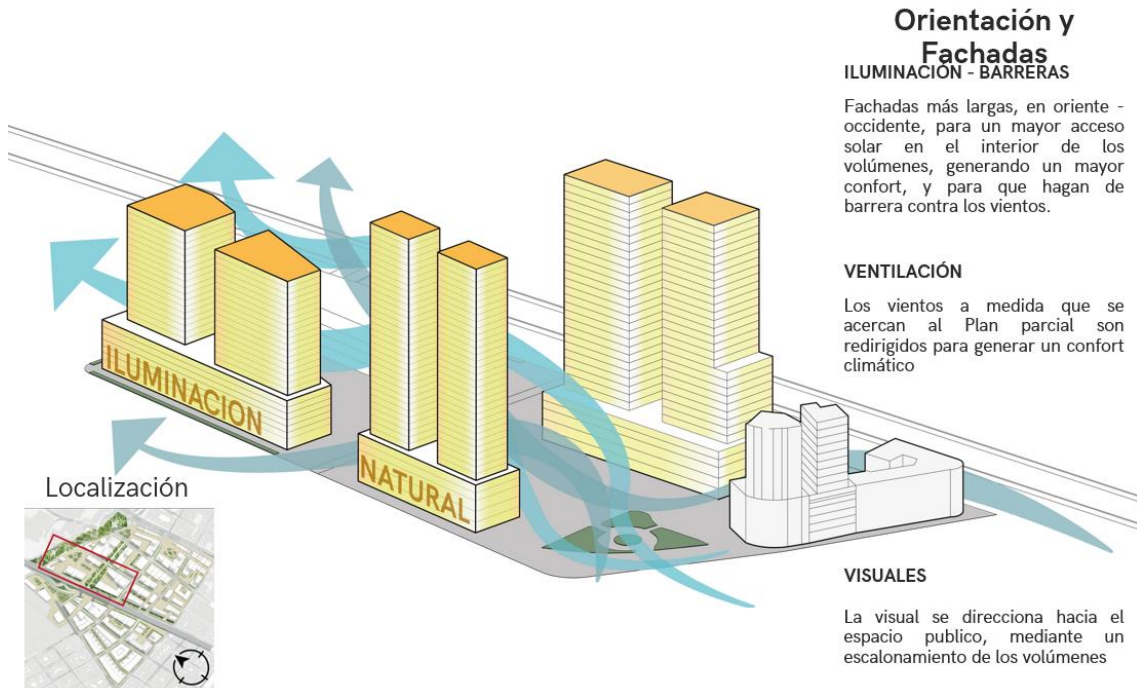 Orientación y
Fachadas
ILUMINACIÓN - BARRERAS
Fachadas más largas, en oriente -
occidente, para un mayor acceso
solar en el interior de los
volúmenes, generando un mayor
confort, y para que hagan de
barrera contra los vientos.
VENTILACIÓN
Los vientos a medida que se
acercan al Plan parcial son
redirigidos para generar un confort
climático
ILUMINACION
NATURAL
Localización
VISUALES
La visual se direcciona hacia el
espacio publico, mediante un
escalonamiento de los volúmenes